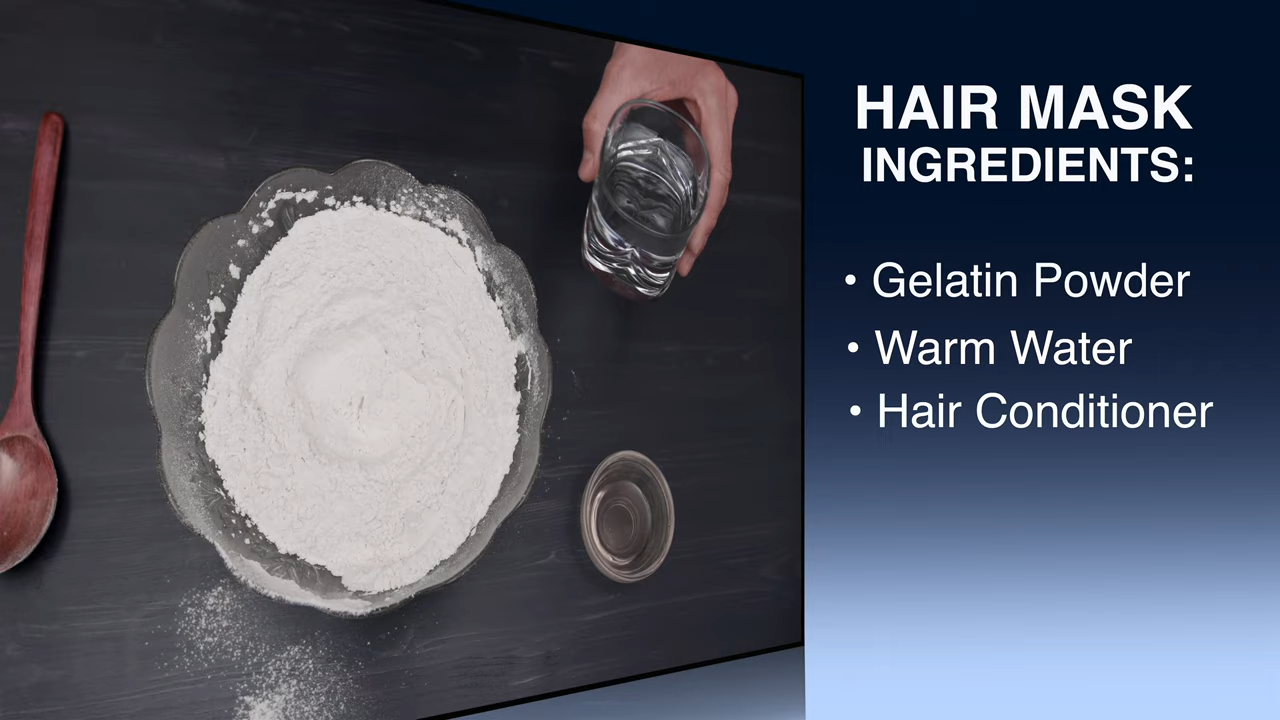 HAIR MASK
INGREDIENTS:
• Gelatin Powder
• Warm Water
• Hair Conditioner